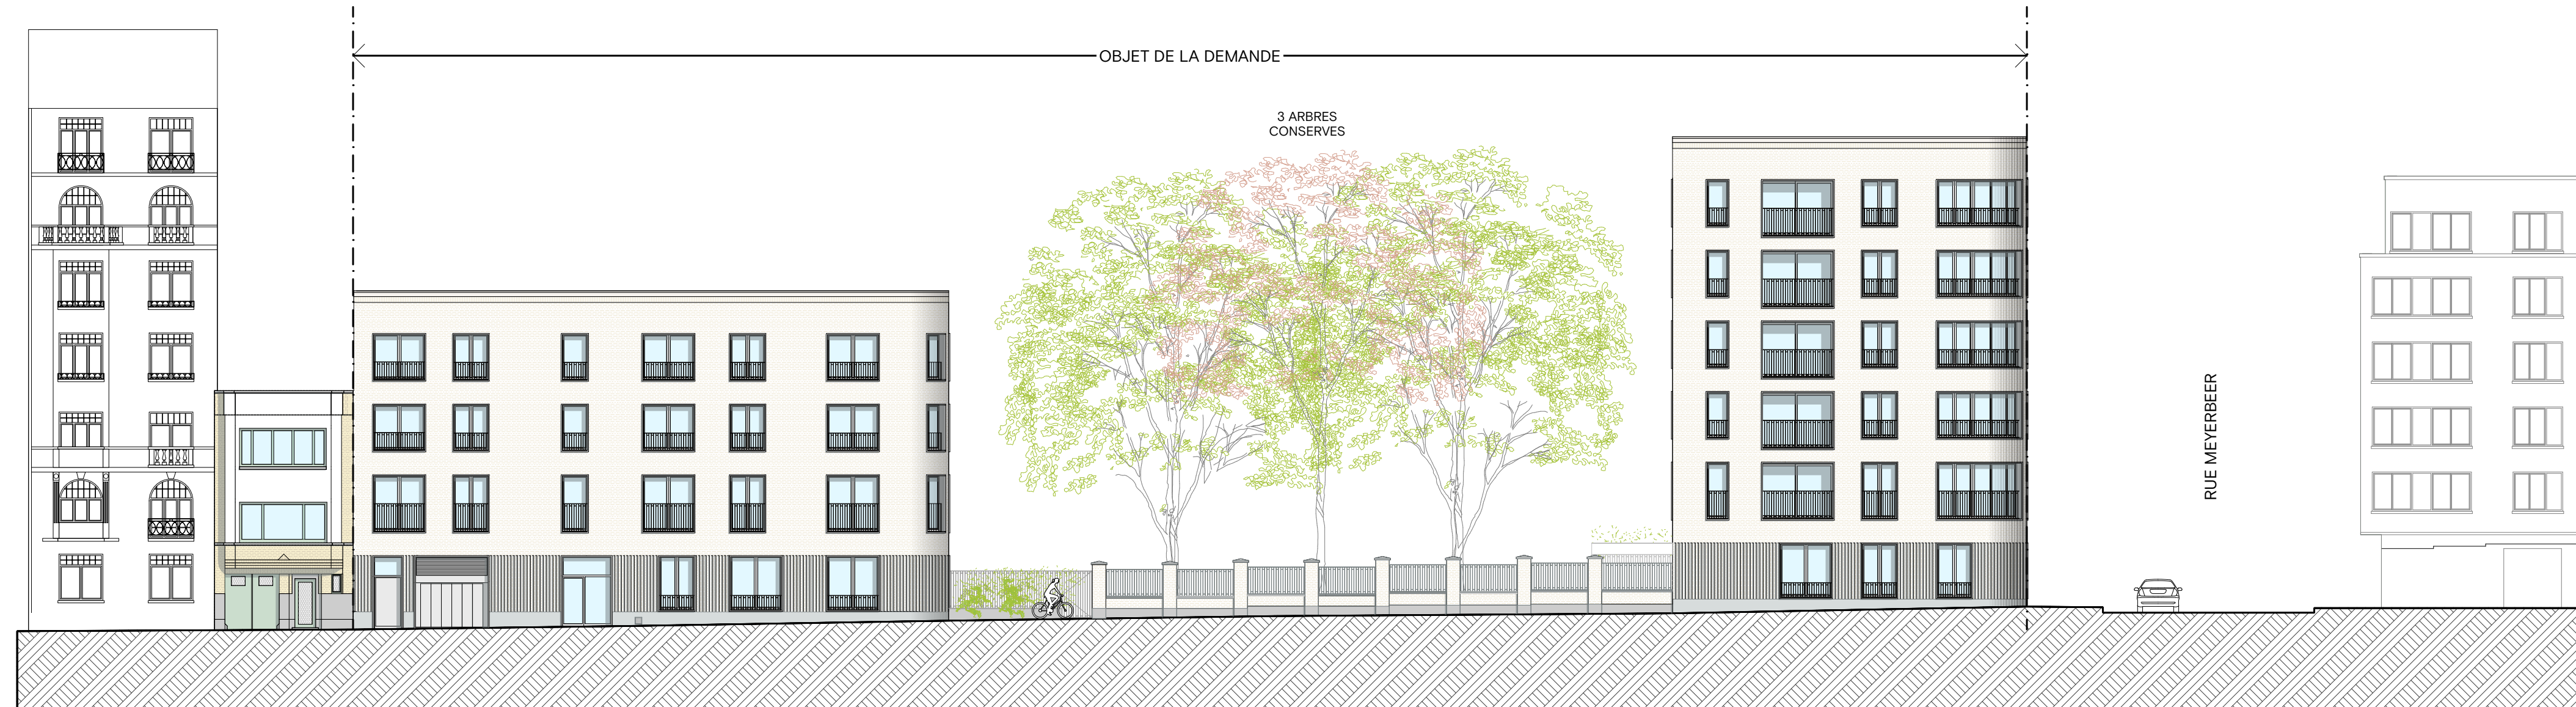 OBJET DE LA DEMANDE
3 ARBRES
CONSERVES
RUE MEYERBEER